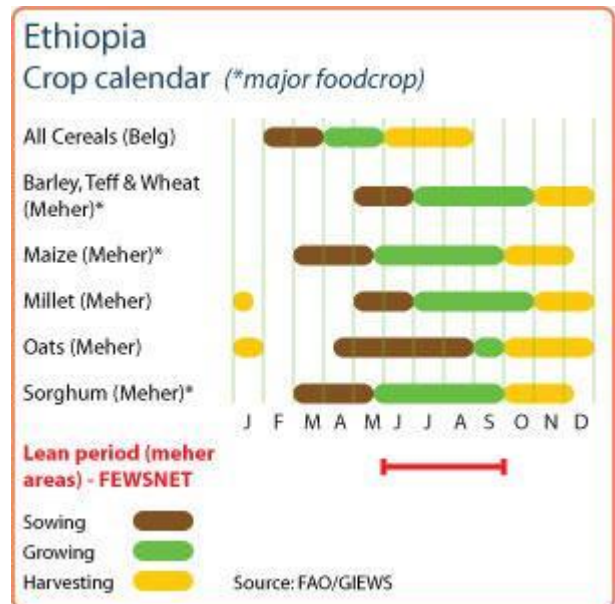 Ethiopia
Crop calendar (*major foodcrop)
All Cereals (Belg)
Barley, Teff & Wheat
(Meher)*
Maize (Meher)*
Millet (Meher)
Oats (Meher)
Sorghum (Meher)*
J F M A M J J A S O N D
Lean period (meher
areas) - FEWSNET
Sowing
Growing
Harvesting
Source: FAO/GIEWS